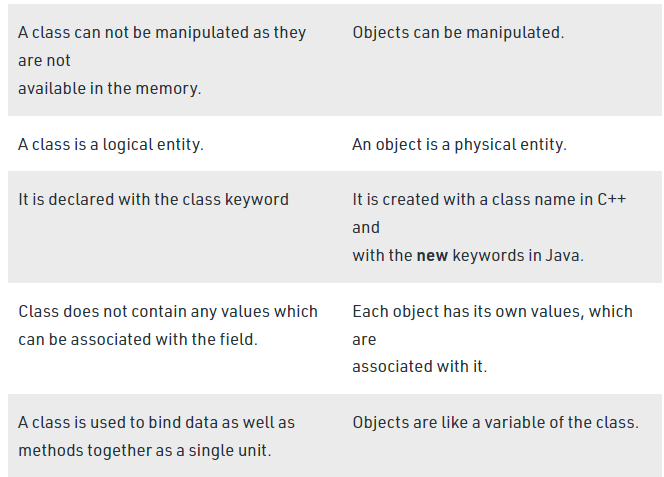 A class can not be manipulated as they
are not
available in the memory.
Objects can be manipulated.
A class is a logical entity.
An object is a physical entity.
It is declared with the class keyword
It is created with a class name in C++
and
with the new keywords in Java.
Class does not contain any values which
can be associated with the field.
Each object has its own values, which
are
associated with it.
A class is used to bind data as well as
methods together as a single unit.
Objects are like a variable of the class.